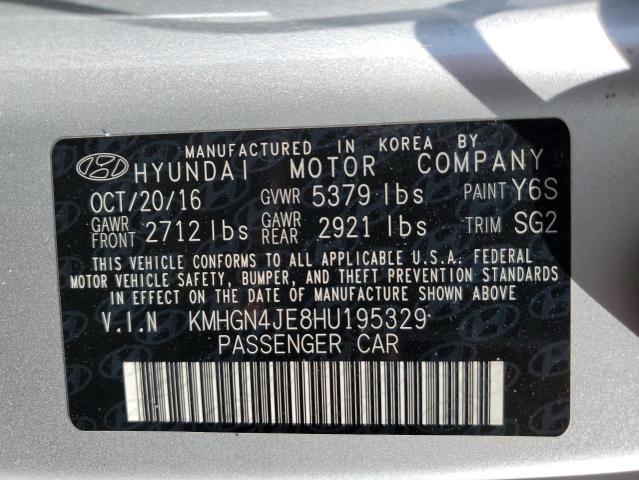 MANUFACTURED IN KOREA BY
HYUNDAI MOTOR COMPANY
OCT/20/16 GVWR 5379 lbs PAINT Y6S
GAWR FRONT 2712 lbs GAWR REAR 2921 lbs TRIM SG2
THIS VEHICLE CONFORMS TO ALL APPLICABLE U.S.A. FEDERAL
MOTOR VEHICLE SAFETY, BUMPER, AND THEFT PREVENTION STANDARDS
IN EFFECT ON THE DATE OF MANUFACTURE SHOWN ABOVE.
V.I.N KMHGN4JE8HU195329
PASSENGER CAR